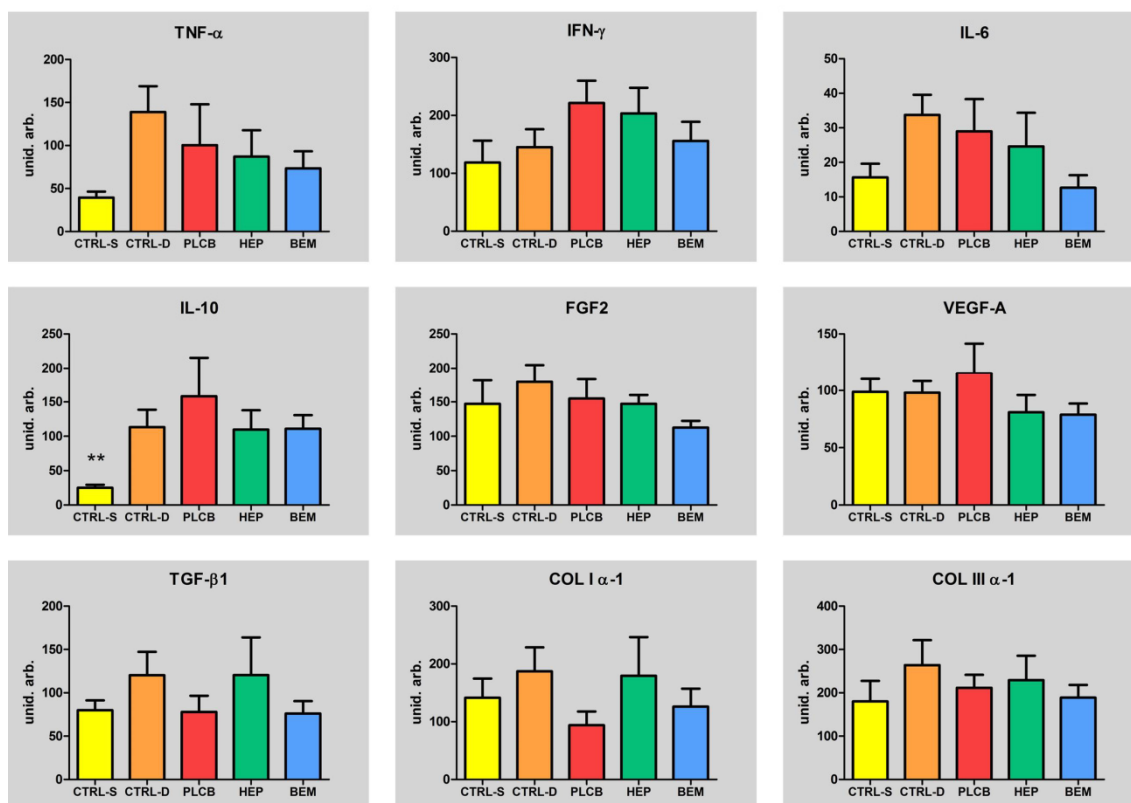 TNF-α
unid. arb.
200
150
100
50
0
CTRL-S CTRL-D PLCB HEP BEM
IFN-γ
unid. arb.
300
200
100
0
CTRL-S CTRL-D PLCB HEP BEM
IL-6
unid. arb.
50
40
30
20
10
0
CTRL-S CTRL-D PLCB HEP BEM
IL-10
unid. arb.
250
200
150
100
50
0
**
CTRL-S CTRL-D PLCB HEP BEM
FGF2
unid. arb.
250
200
150
100
50
0
CTRL-S CTRL-D PLCB HEP BEM
VEGF-A
unid. arb.
150
100
50
0
CTRL-S CTRL-D PLCB HEP BEM
TGF-β1
unid. arb.
200
150
100
50
0
CTRL-S CTRL-D PLCB HEP BEM
COL I α-1
unid. arb.
300
200
100
0
CTRL-S CTRL-D PLCB HEP BEM
COL III α-1
unid. arb.
400
300
200
100
0
CTRL-S CTRL-D PLCB HEP BEM